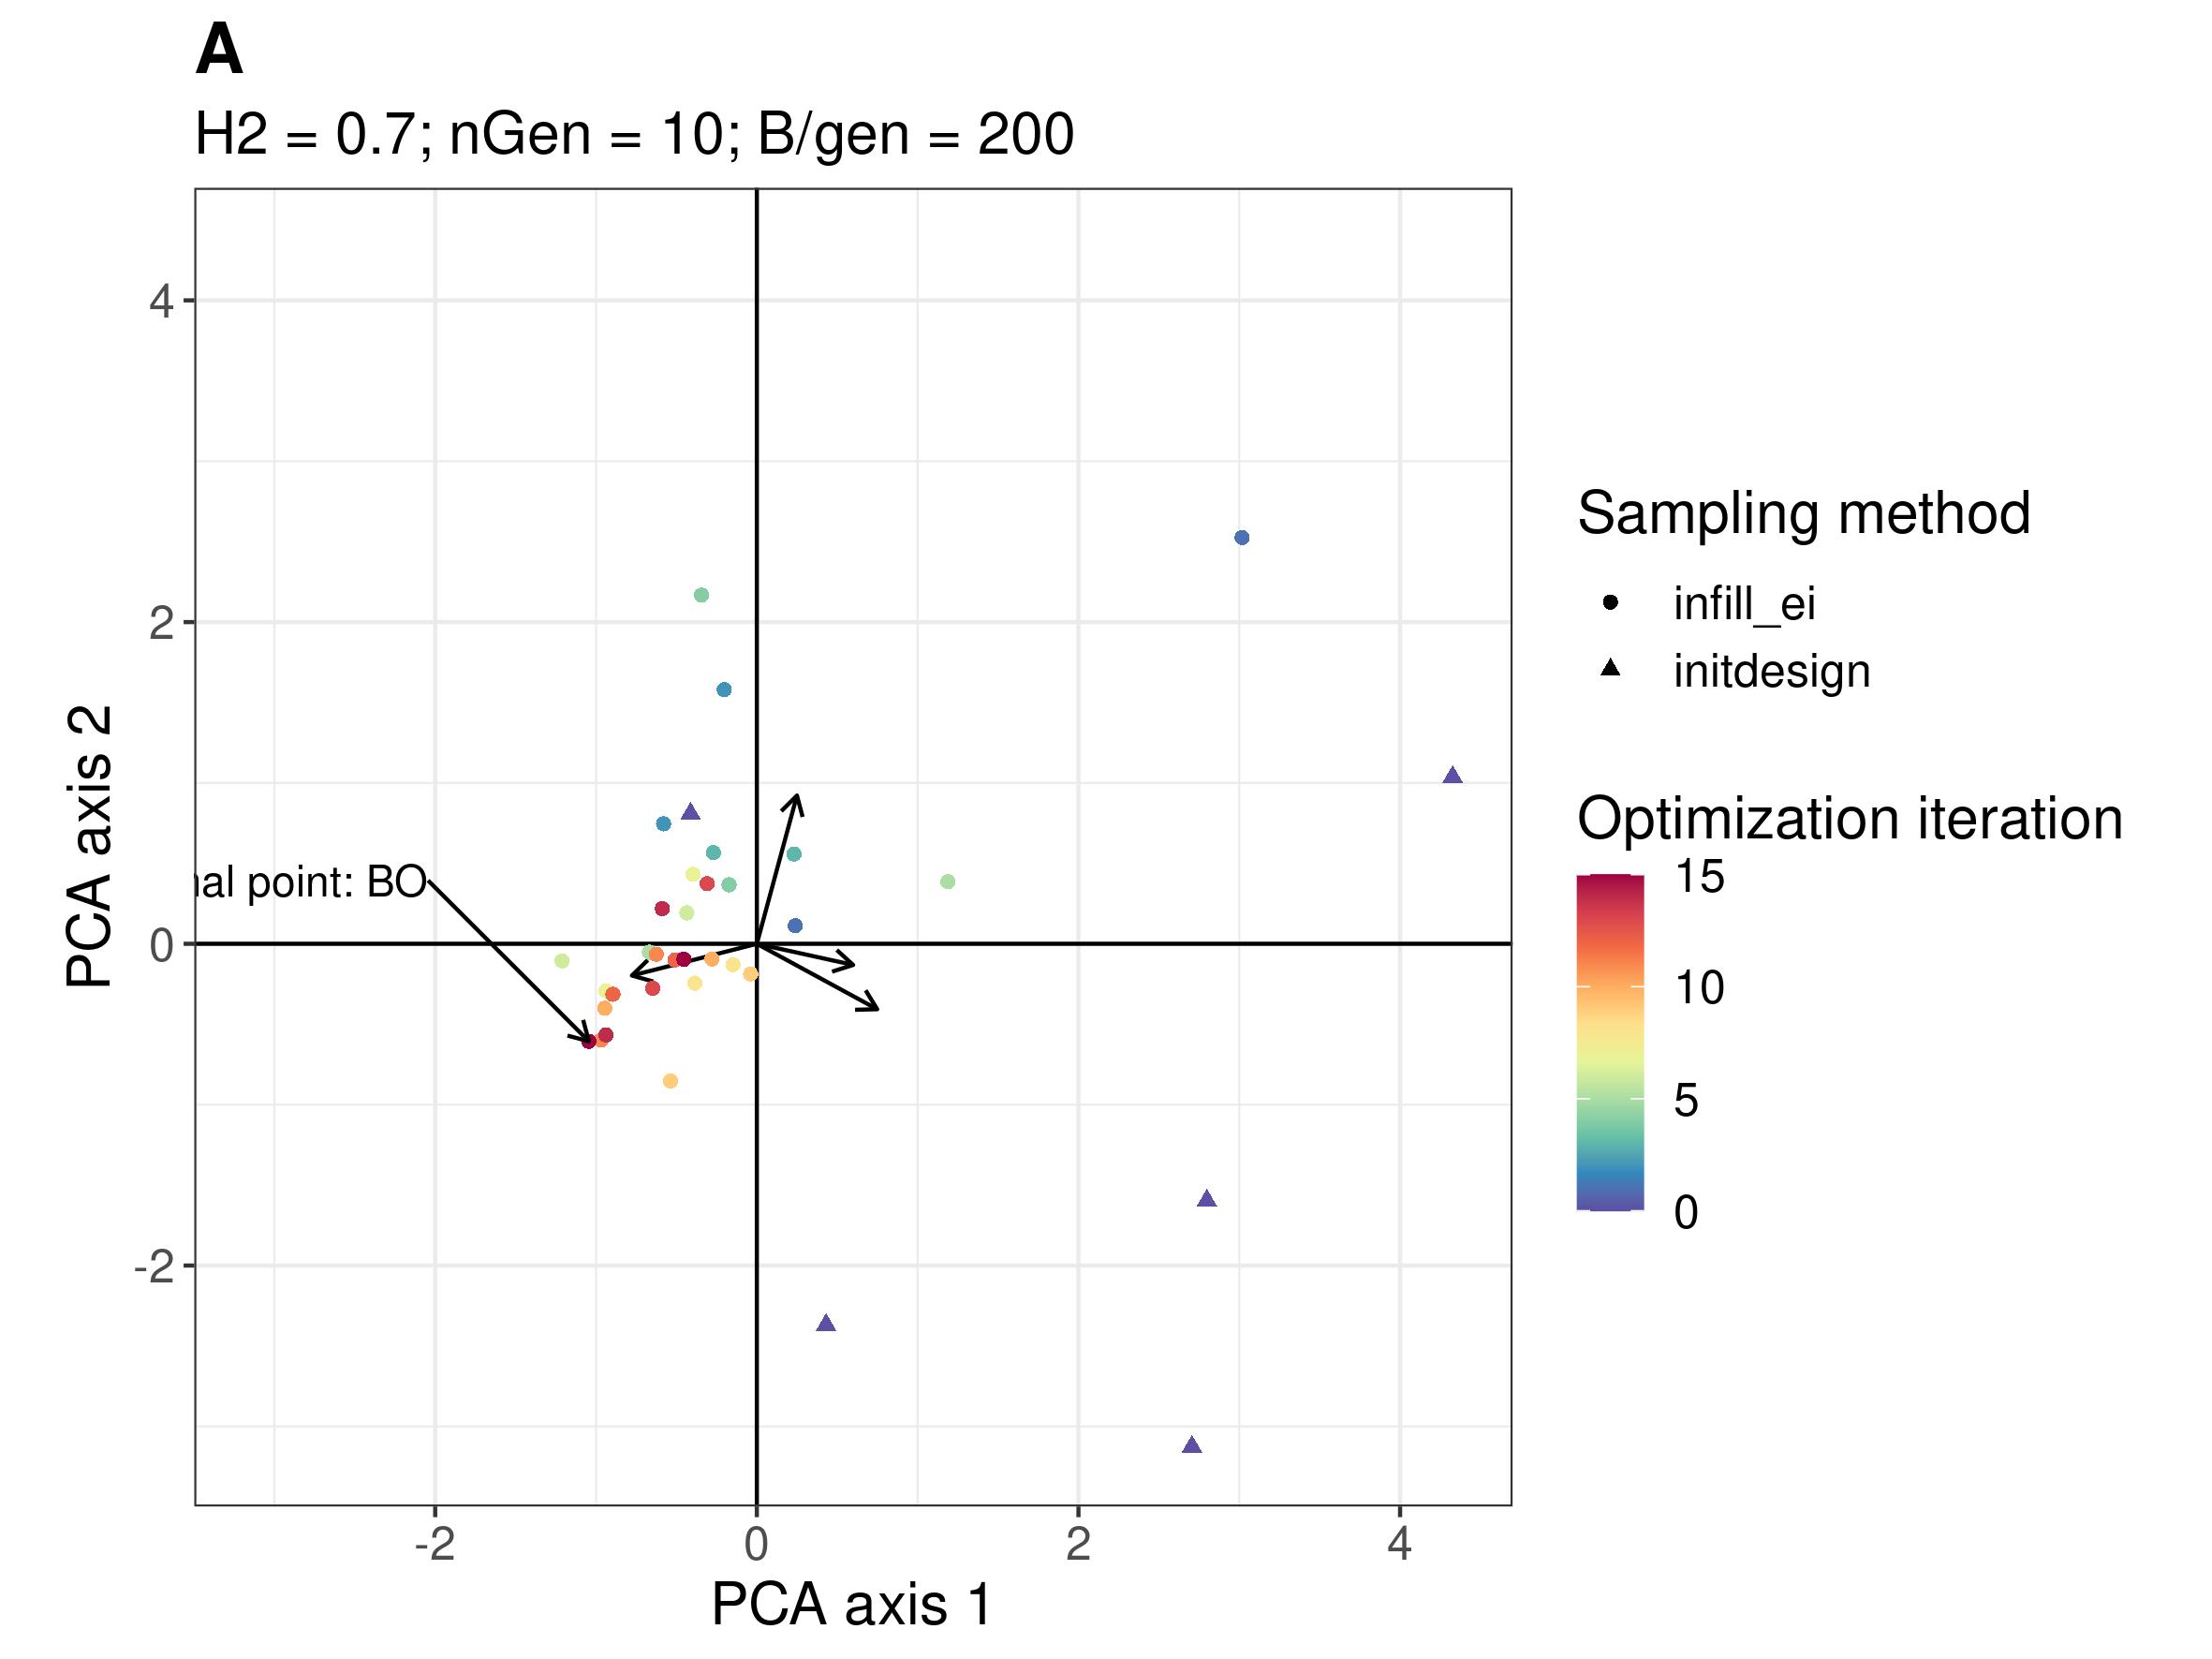 A
H2 = 0.7; nGen = 10; B/gen = 200
PCA axis 2
4
2
0
-2
point: BO
-2
0
2
4
PCA axis 1
Sampling method
infill_ei
initdesign
Optimization iteration
15
10
5
0